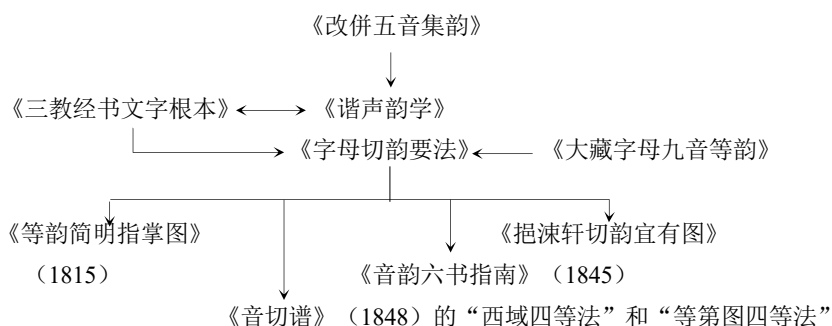 《改併五音集韵》
《三教经书文字根本》 《谐声韵学》
《字母切韵要法》 《大藏字母九音等韵》
《等韵简明指掌图》 《挹涑轩切韵宜有图》
（1815） 《音韵六书指南》（1845）
《音切谱》（1848）的“西域四等法”和“等第图四等法”